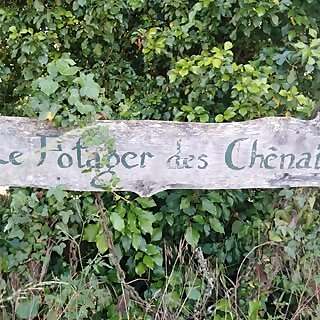 Le Potager des Chênai